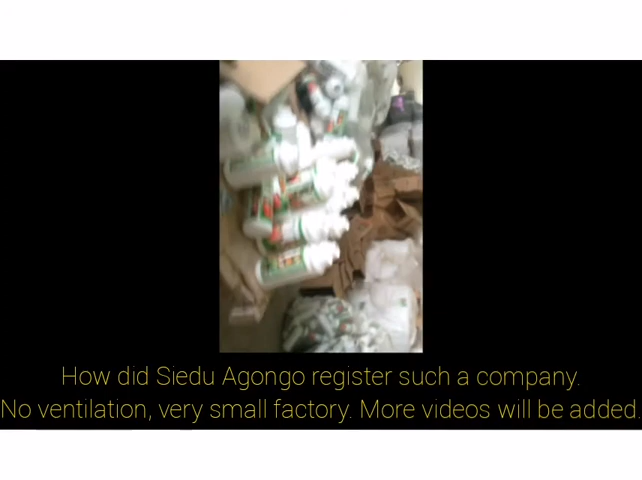 How did Siedu Agongo register such a company.
No ventilation, very small factory. More videos will be added.